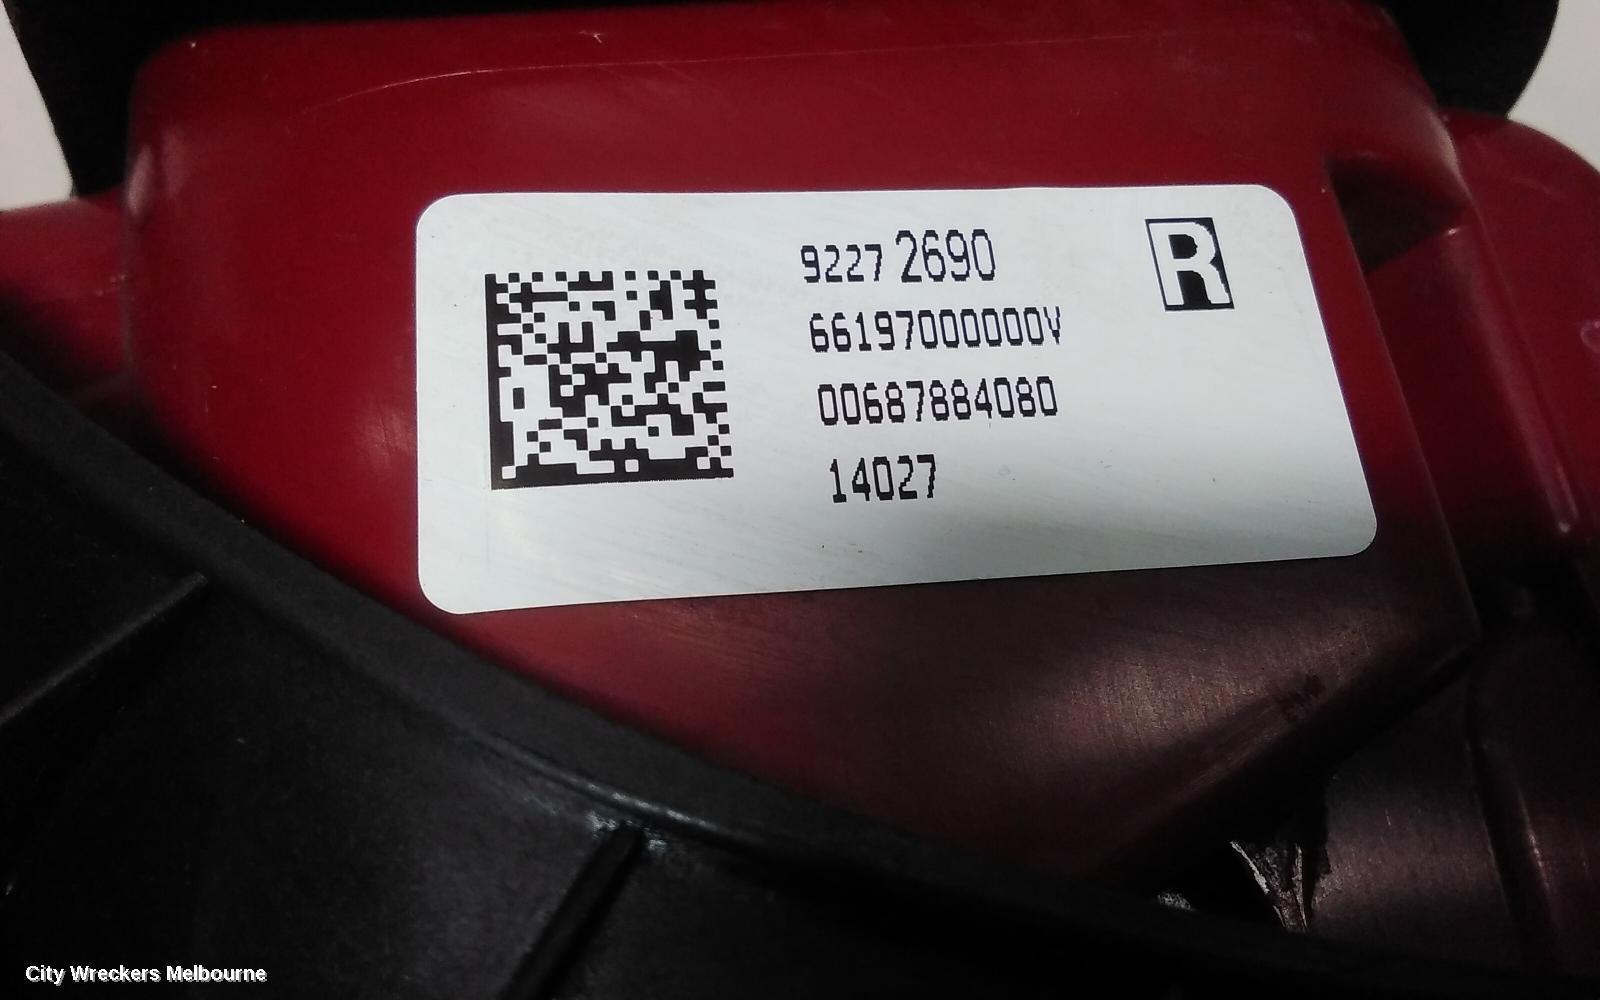 9227 2690
R
66197000000V
00687884080
14027
City Wreckers Melbourne